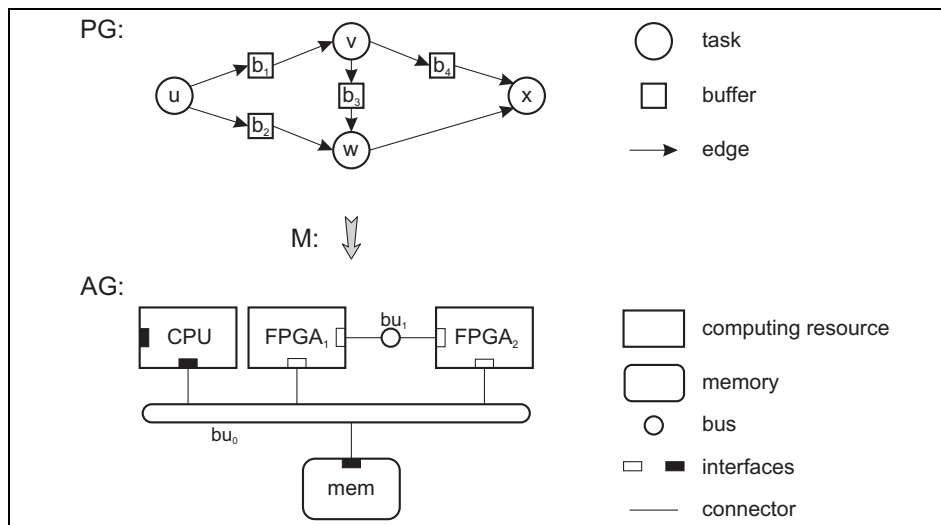 PG:
u
b₁
v
b₂
b₃
b₄
w
x
task
buffer
edge
M:
AG:
CPU
FPGA₁
bu₁
FPGA₂
bu₀
mem
computing resource
memory
bus
interfaces
connector